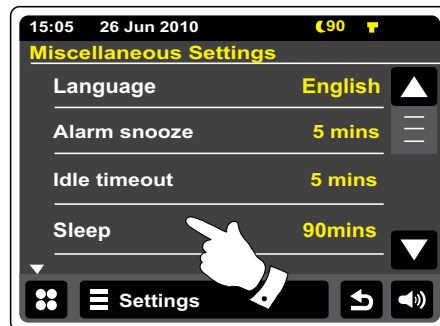 15:05 26 Jun 2010 90
Miscellaneous Settings
Language English
Alarm snooze 5 mins
Idle timeout 5 mins
Sleep 90mins
Settings